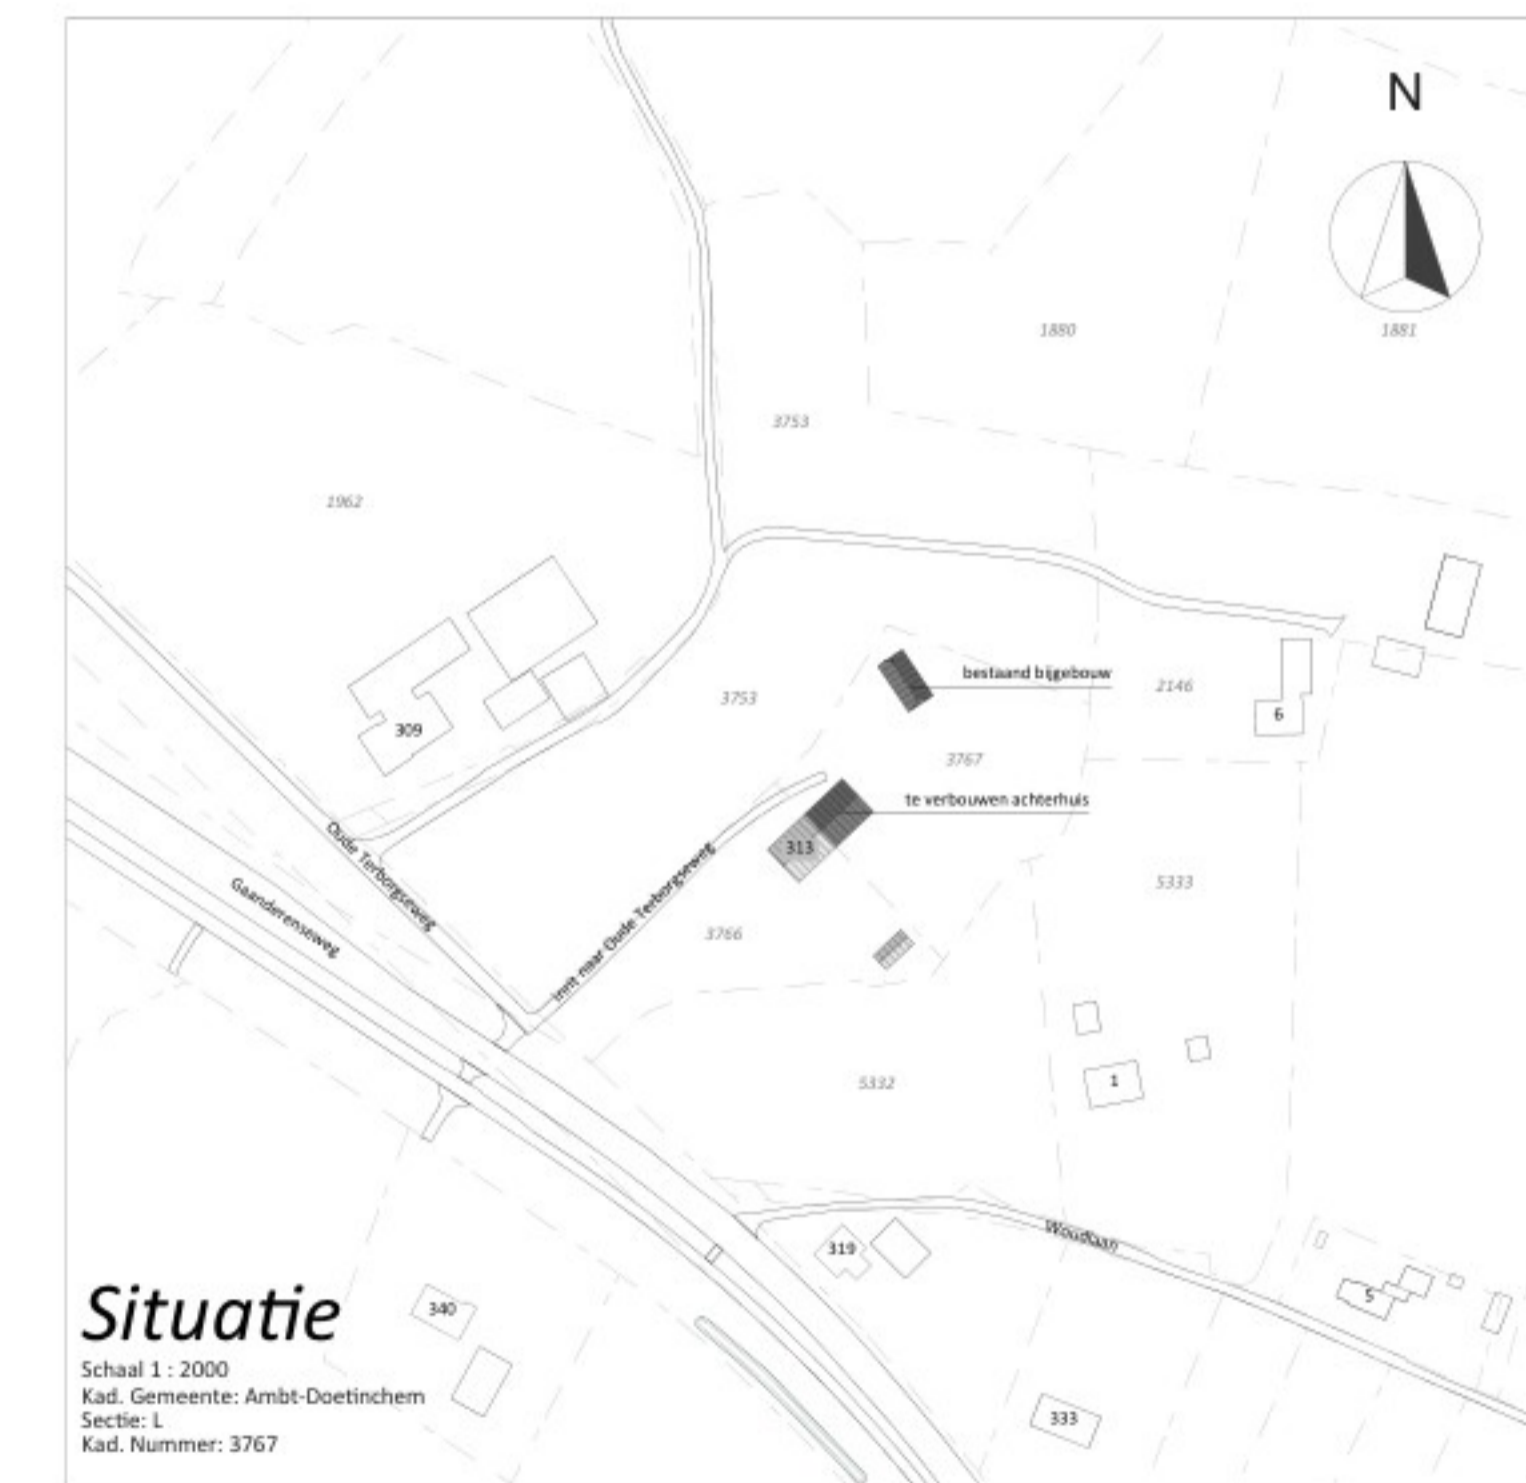 N
1880
1881
3753
1962
bestaand bijgebouw
3753
2146
6
309
3767
te verbouwen achterhuis
313
Oude Terborgseweg
Gaanderenseweg
inrit naar Oude Terborgseweg
5333
3766
5332
1
Woudlaan
319
340
5
333
Situatie
Schaal 1 : 2000
Kad. Gemeente: Ambt-Doetinchem
Sectie: L
Kad. Nummer: 3767